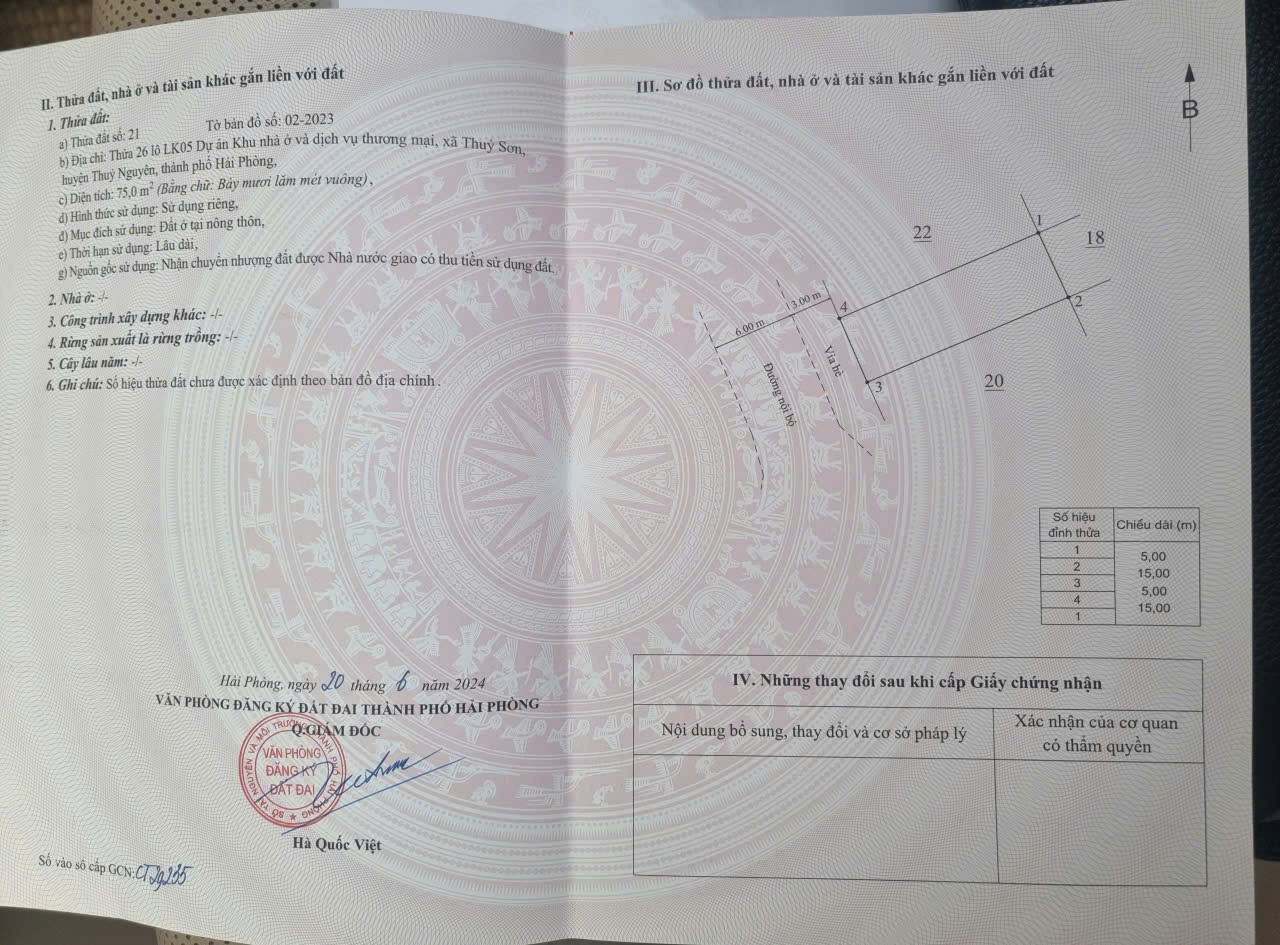 II. Thửa đất, nhà ở và tài sản khác gắn liền với đất
1. Thửa đất:
a) Thửa đất số: 21 Tờ bản đồ số: 02-2023
b) Địa chỉ: Thửa 26 lô LK05 Dự án Khu nhà ở và dịch vụ thương mại, xã Thuỷ Sơn,
huyện Thuỷ Nguyên, thành phố Hải Phòng,
c) Diện tích: 75,0 m² (Bằng chữ: Bảy mươi lăm mét vuông),
d) Hình thức sử dụng: Sử dụng riêng,
đ) Mục đích sử dụng: Đất ở tại nông thôn,
e) Thời hạn sử dụng: Lâu dài,
g) Nguồn gốc sử dụng: Nhận chuyển nhượng đất được Nhà nước giao có thu tiền sử dụng đất.
2. Nhà ở: -/-
3. Công trình xây dựng khác: -/-
4. Rừng sản xuất là rừng trồng: -/-
5. Cây lâu năm: -/-
6. Ghi chú: Số hiệu thửa đất chưa được xác định theo bản đồ địa chính.
Hải Phòng, ngày 20 tháng 6 năm 2024
VĂN PHÒNG ĐĂNG KÝ ĐẤT ĐAI THÀNH PHỐ HẢI PHÒNG
Q.GIÁM ĐỐC
SỞ TÀI NGUYÊN VÀ MÔI TRƯỜNG THÀNH PHỐ HẢI PHÒNG
VĂN PHÒNG
ĐĂNG KÝ
ĐẤT ĐAI
Hà Quốc Việt
Số vào sổ cấp GCN: CT29235
III. Sơ đồ thửa đất, nhà ở và tài sản khác gắn liền với đất
B
22
1
18
2
4
3.00 m
6.00 m
Vỉa hè
Đường nội bộ
3
20
Số hiệu đỉnh thửa Chiều dài (m)
1
5,00
2
15,00
3
5,00
4
15,00
1
IV. Những thay đổi sau khi cấp Giấy chứng nhận
Nội dung bổ sung, thay đổi và cơ sở pháp lý
Xác nhận của cơ quan
có thẩm quyền